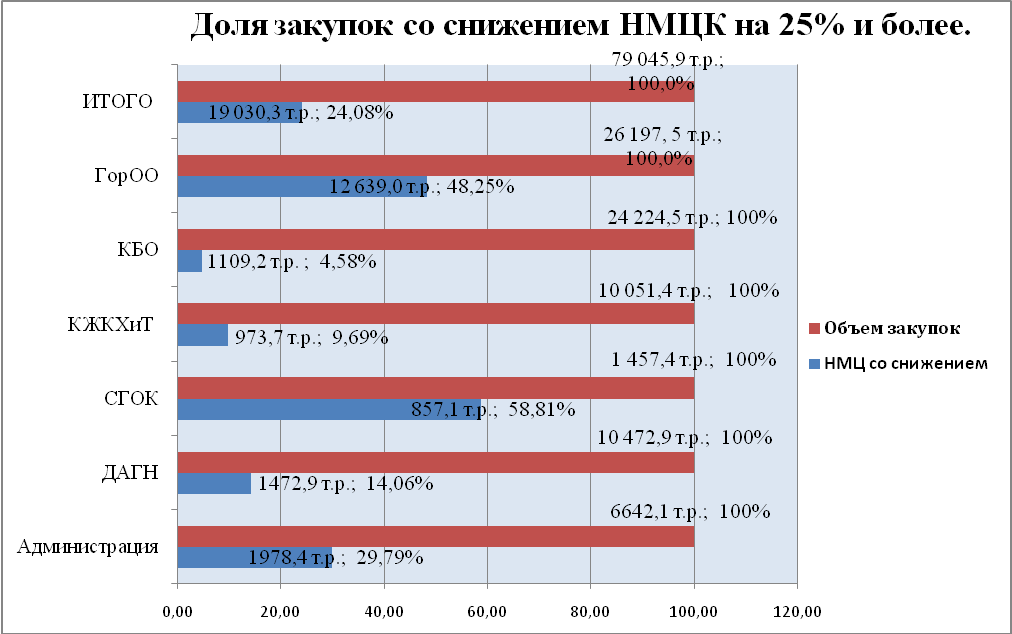 Доля закупок со снижением НМЦК на 25% и более.
79 045,9 т.р.;
100,0%
ИТОГО
19 030,3 т.р.; 24,08%
26 197, 5 т.р.;
100,0%
ГорОО
12 639,0 т.р.; 48,25%
24 224,5 т.р.; 100%
КБО
1109,2 т.р. ; 4,58%
10 051,4 т.р.; 100%
КЖКХиТ
973,7 т.р.; 9,69%
Объем закупок
НМЦ со снижением
1 457,4 т.р.; 100%
СГОК
857,1 т.р.; 58,81%
10 472,9 т.р.; 100%
ДАГН
1472,9 т.р.; 14,06%
6642,1 т.р.; 100%
Администрация
1978,4 т.р.; 29,79%
0,00 20,00 40,00 60,00 80,00 100,00 120,00